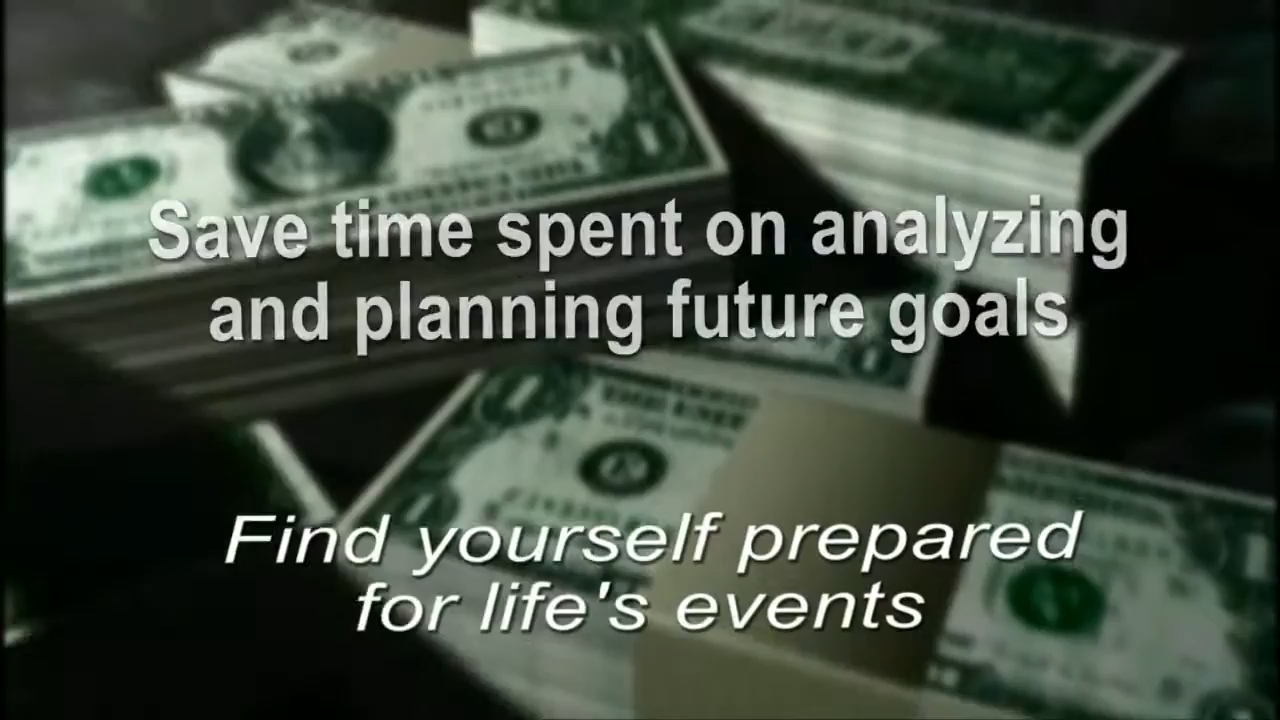 Save time spent on analyzing
and planning future goals
Find yourself prepared
for life's events